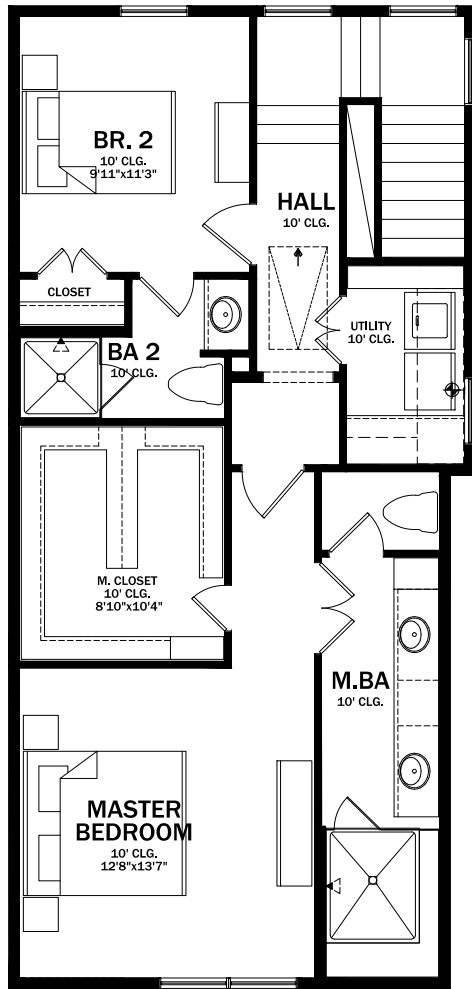 BR. 2
10' CLG.
9'11"x11'3"
HALL
10' CLG.
CLOSET
UTILITY
10' CLG.
BA 2
10' CLG.
M. CLOSET
10' CLG.
8'10"x10'4"
M.BA
10' CLG.
MASTER
BEDROOM
10' CLG.
12'8"x13'7"